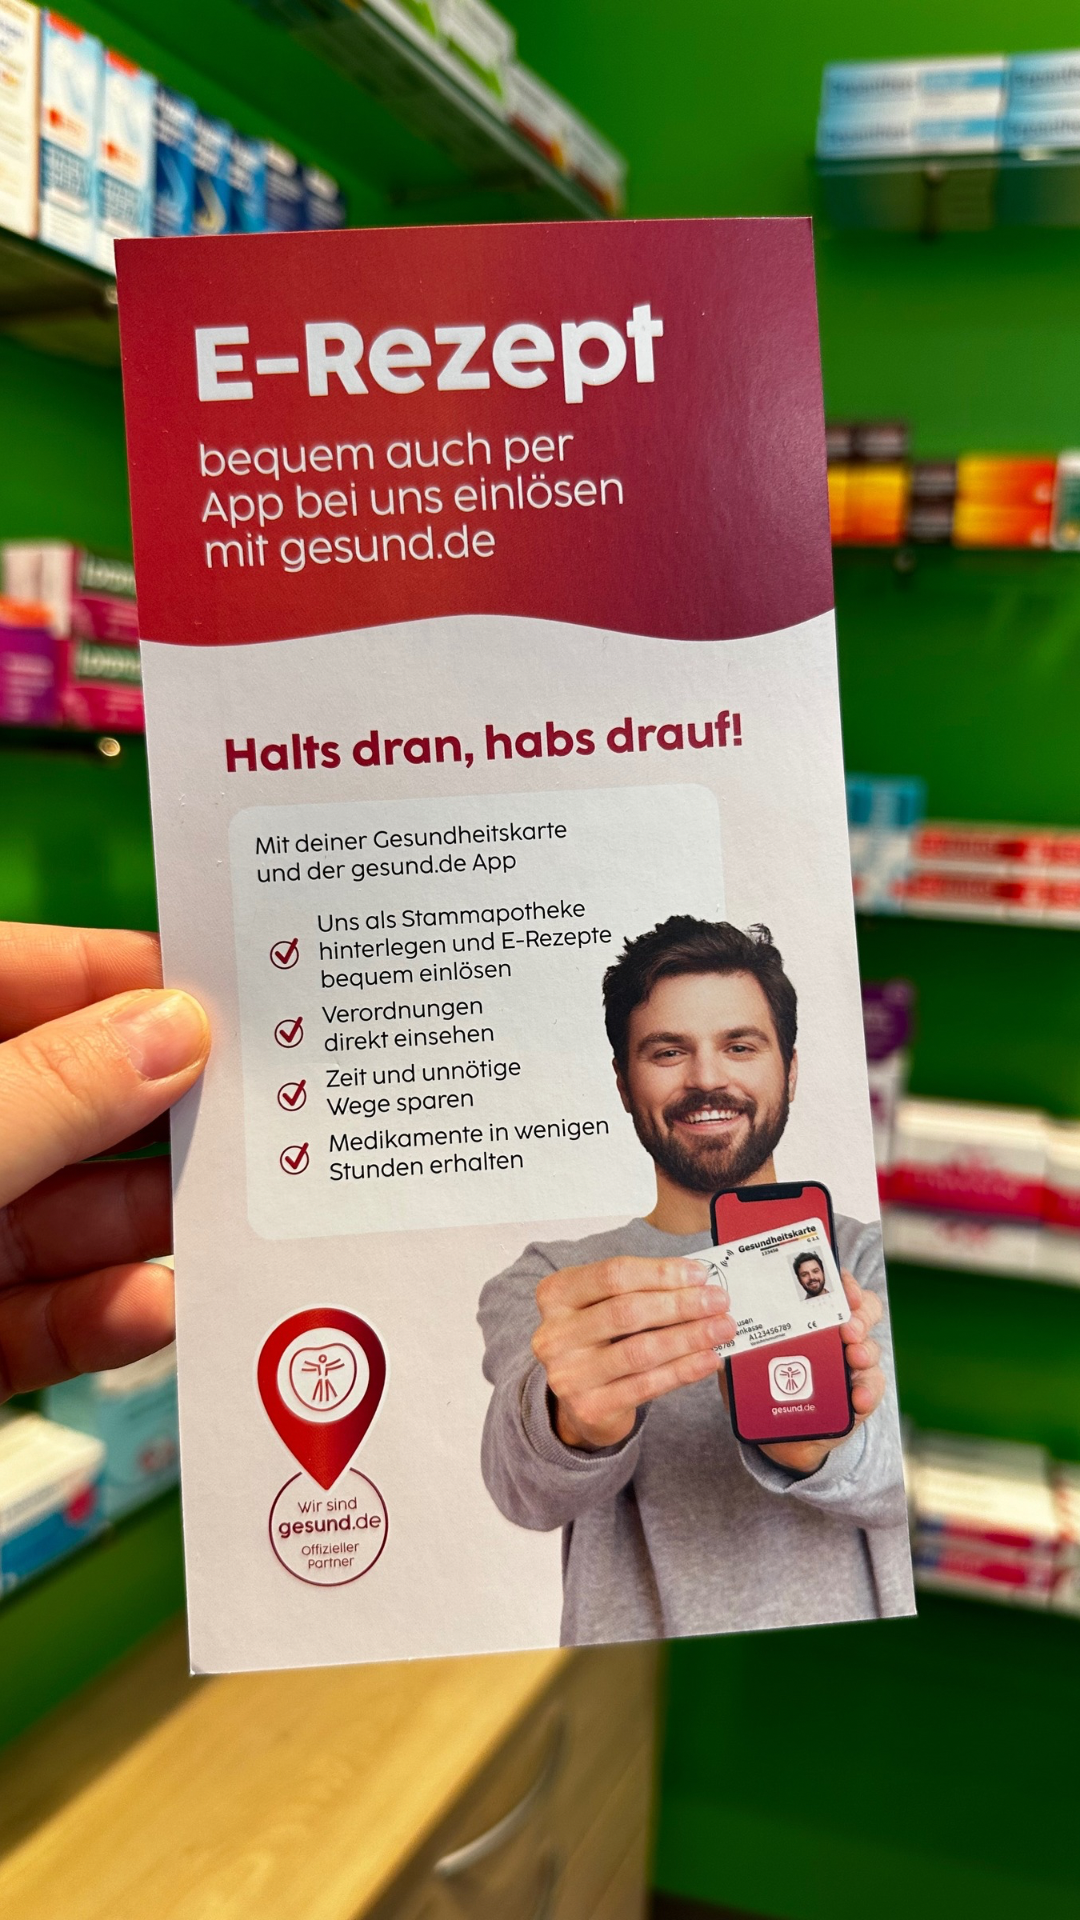 E-Rezept
bequem auch per
App bei uns einlösen
mit gesund.de
Halts dran, habs drauf!
Mit deiner Gesundheitskarte
und der gesund.de App
Uns als Stammapotheke
hinterlegen und E-Rezepte
bequem einlösen
Verordnungen
direkt einsehen
Zeit und unnötige
Wege sparen
Medikamente in wenigen
Stunden erhalten
Gesundheitskarte
A123456789
gesund.de
Wir sind
gesund.de
Offizieller
Partner